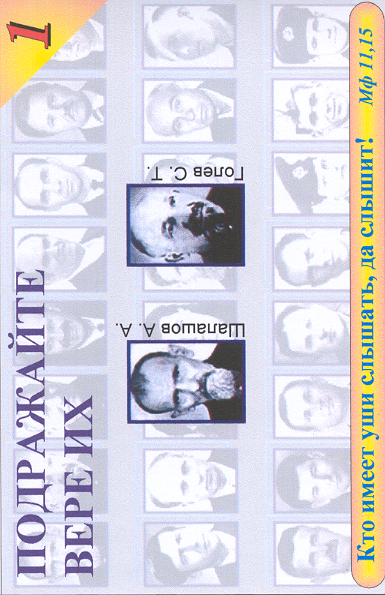 1
ПОДРАЖАЙТЕ
ВЕРЕ ИХ
Шалашов А. А.
Голев С. Т.
Кто имеет уши слышать, да слышит! Мф 11,15